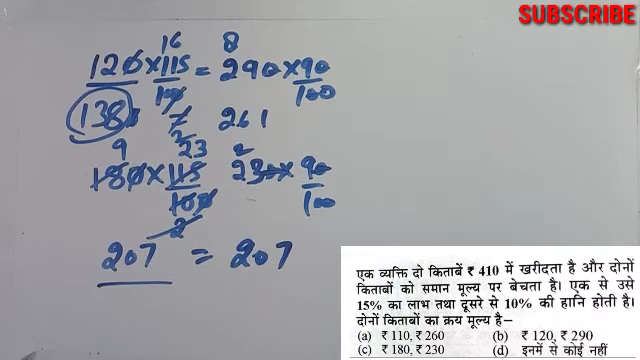 SUBSCRIBE
16 8
120 × 115/100 = 290 × 90/100
138 ≠ 261
9 23 2
180 × 115/100 230 × 90/100
2
207 = 207
एक व्यक्ति दो किताबें ₹ 410 में खरीदता है और दोनों
किताबों को समान मूल्य पर बेचता है। एक से उसे
15% का लाभ तथा दूसरे से 10% की हानि होती है।
दोनों किताबों का क्रय मूल्य है–
(a) ₹ 110, ₹ 260 (b) ₹ 120, ₹ 290
(c) ₹ 180, ₹ 230 (d) इनमें से कोई नहीं